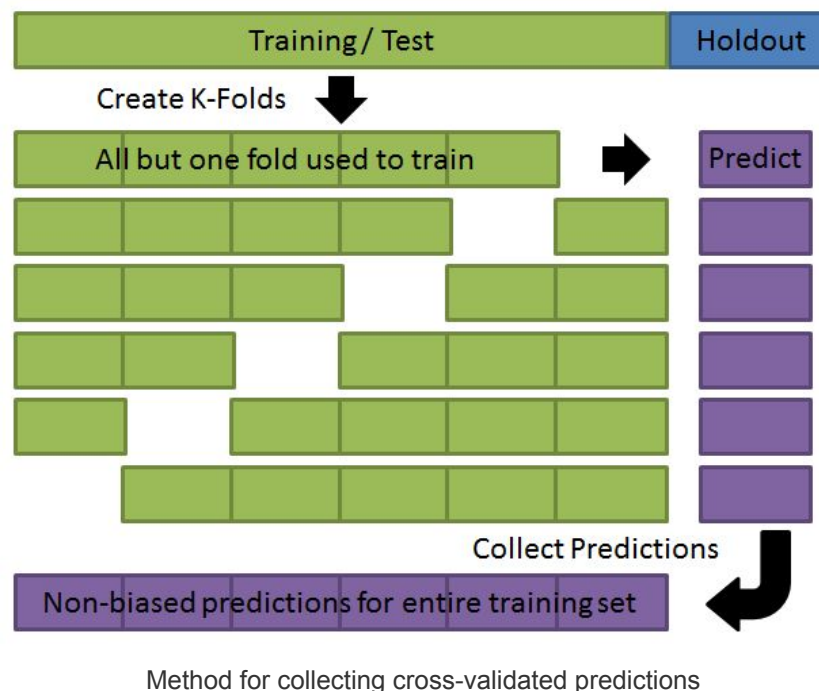 Training / Test
Holdout
Create K-Folds
All but one fold used to train
Predict
Collect Predictions
Non-biased predictions for entire training set
Method for collecting cross-validated predictions